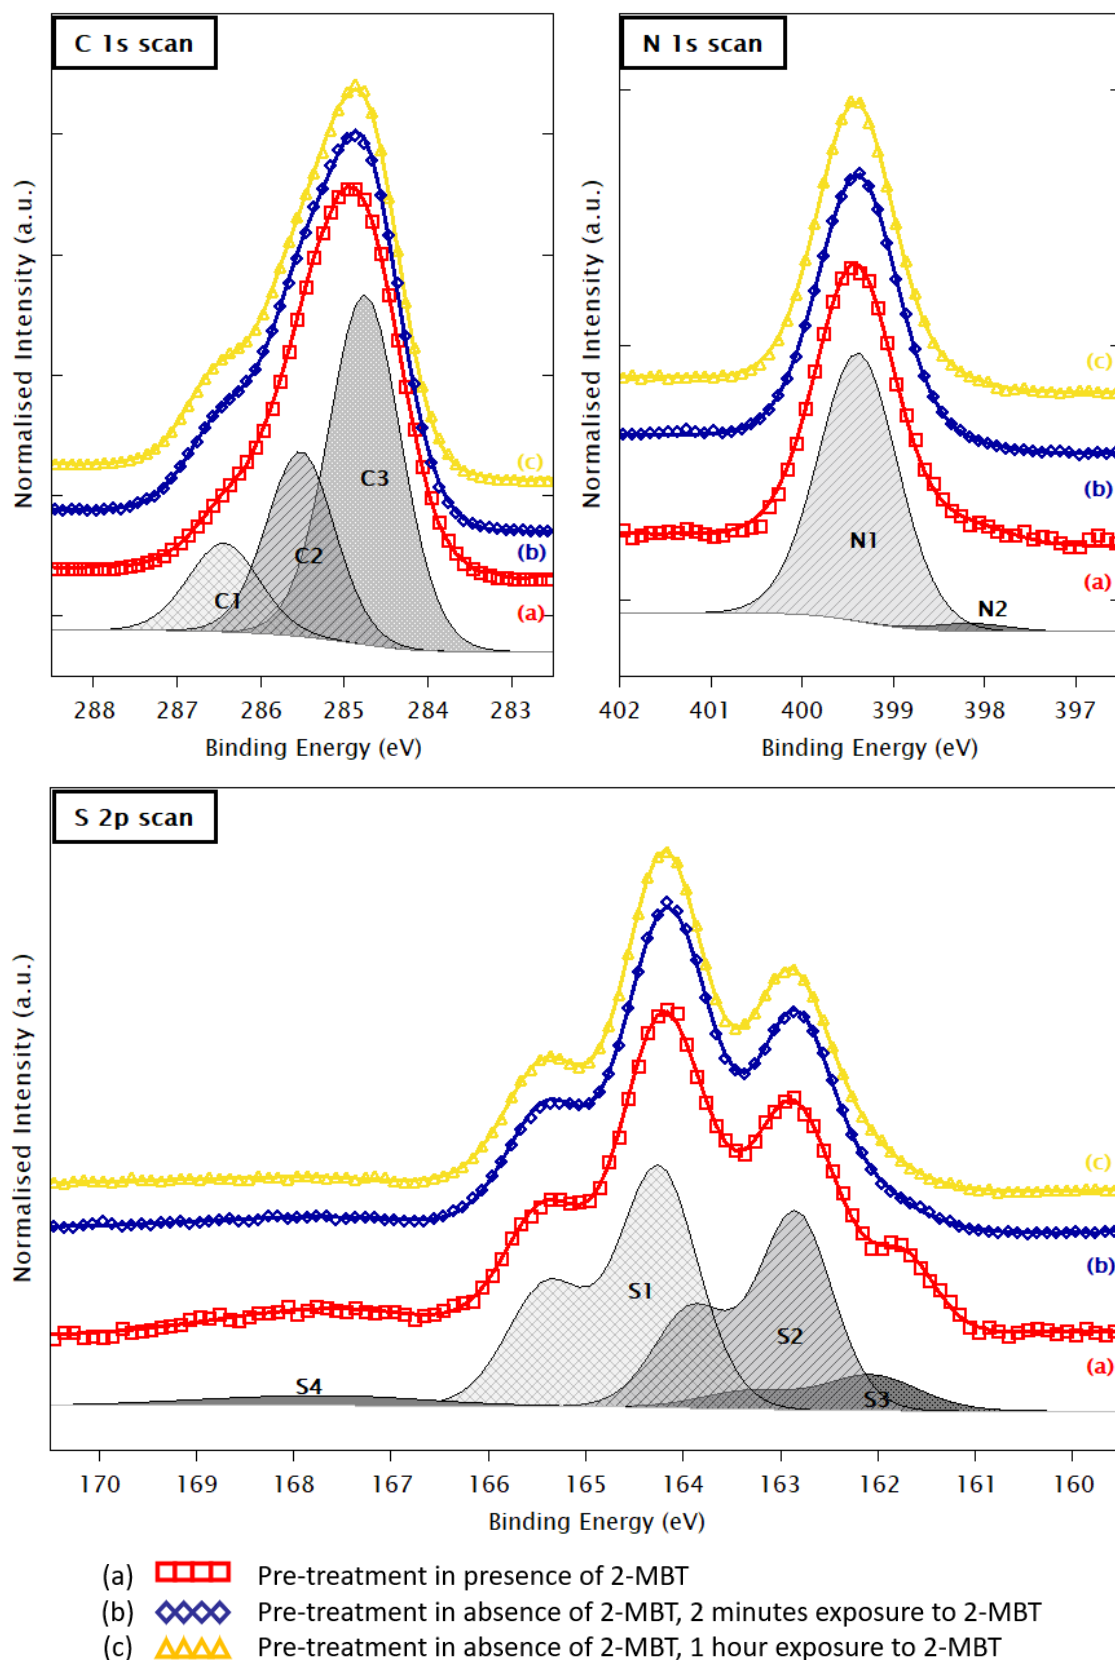 C 1s scan
Normalised Intensity (a.u.)
(c)
(b)
(a)
C1
C2
C3
288 287 286 285 284 283
Binding Energy (eV)
N 1s scan
Normalised Intensity (a.u.)
(c)
(b)
(a)
N1
N2
402 401 400 399 398 397
Binding Energy (eV)
S 2p scan
Normalised Intensity (a.u.)
(c)
(b)
(a)
S1
S2
S3
S4
170 169 168 167 166 165 164 163 162 161 160
Binding Energy (eV)
(a) Pre-treatment in presence of 2-MBT
(b) Pre-treatment in absence of 2-MBT, 2 minutes exposure to 2-MBT
(c) Pre-treatment in absence of 2-MBT, 1 hour exposure to 2-MBT